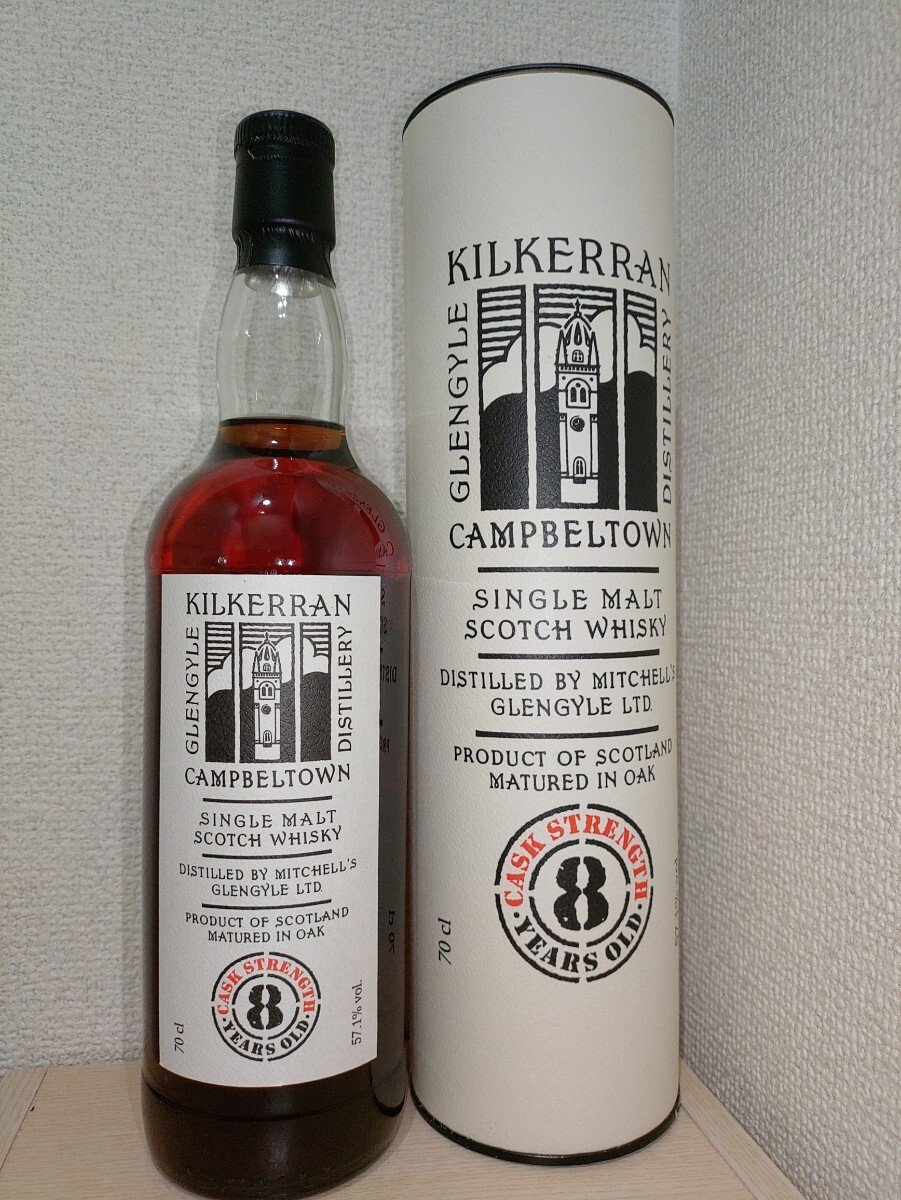 KILKERRAN
GLENGYLE
DISTILLERY
CAMPBELTOWN
SINGLE MALT
SCOTCH WHISKY
DISTILLED BY MITCHELL'S
GLENGYLE LTD.
PRODUCT OF SCOTLAND
MATURED IN OAK
CASK STRENGTH
8
YEARS OLD
70 cl
57.1% vol.
KILKERRAN
GLENGYLE
DISTILLERY
CAMPBELTOWN
SINGLE MALT
SCOTCH WHISKY
DISTILLED BY MITCHELL'S
GLENGYLE LTD.
PRODUCT OF SCOTLAND
MATURED IN OAK
CASK STRENGTH
8
YEARS OLD
70 cl